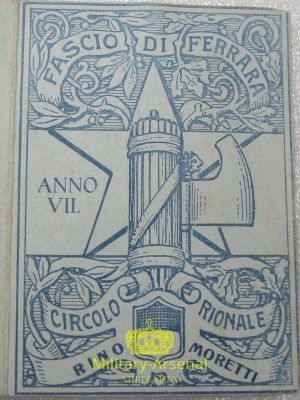 FASCIO DI FERRARA
ANNO
VII.
CIRCOLO RIONALE
MORETTI
Military-Arsenal